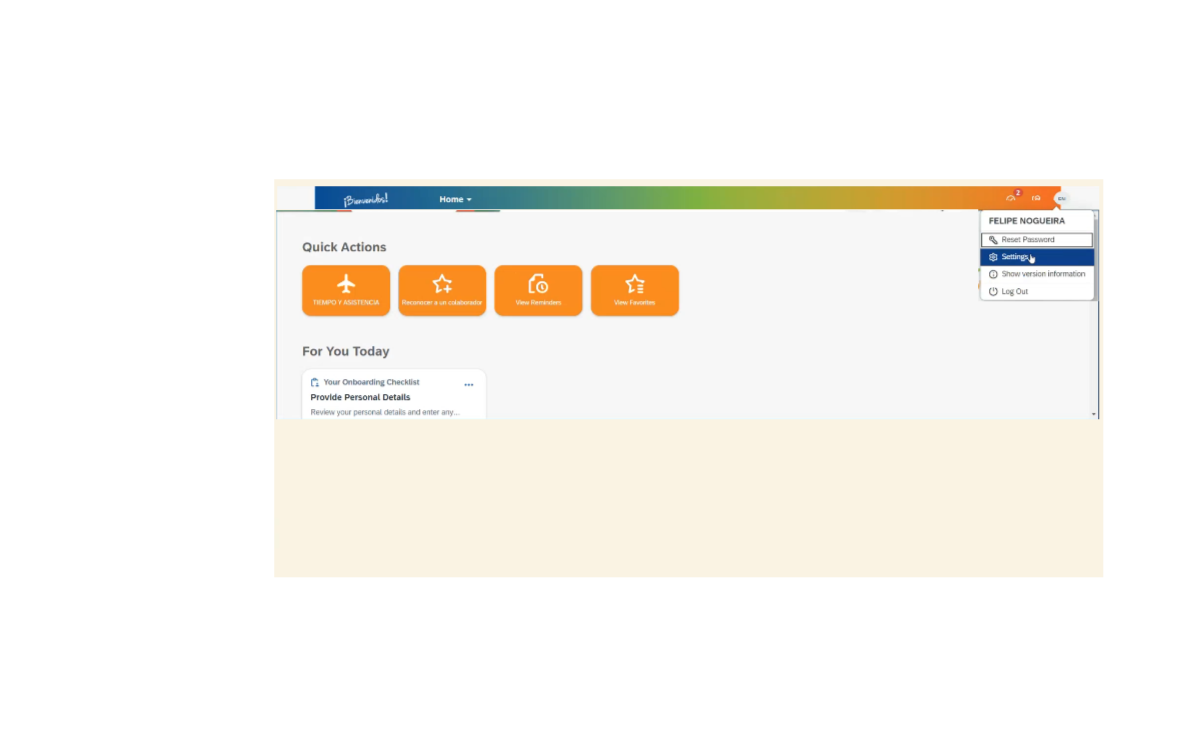 ¡Bienvenid@s!
Home
2
FELIPE NOGUEIRA
Reset Password
Settings
Show version information
Log Out
Quick Actions
TIEMPO Y ASISTENCIA
Reconocer a un colaborador
View Reminders
View Favorites
For You Today
Your Onboarding Checklist
Provide Personal Details
Review your personal details and enter any...